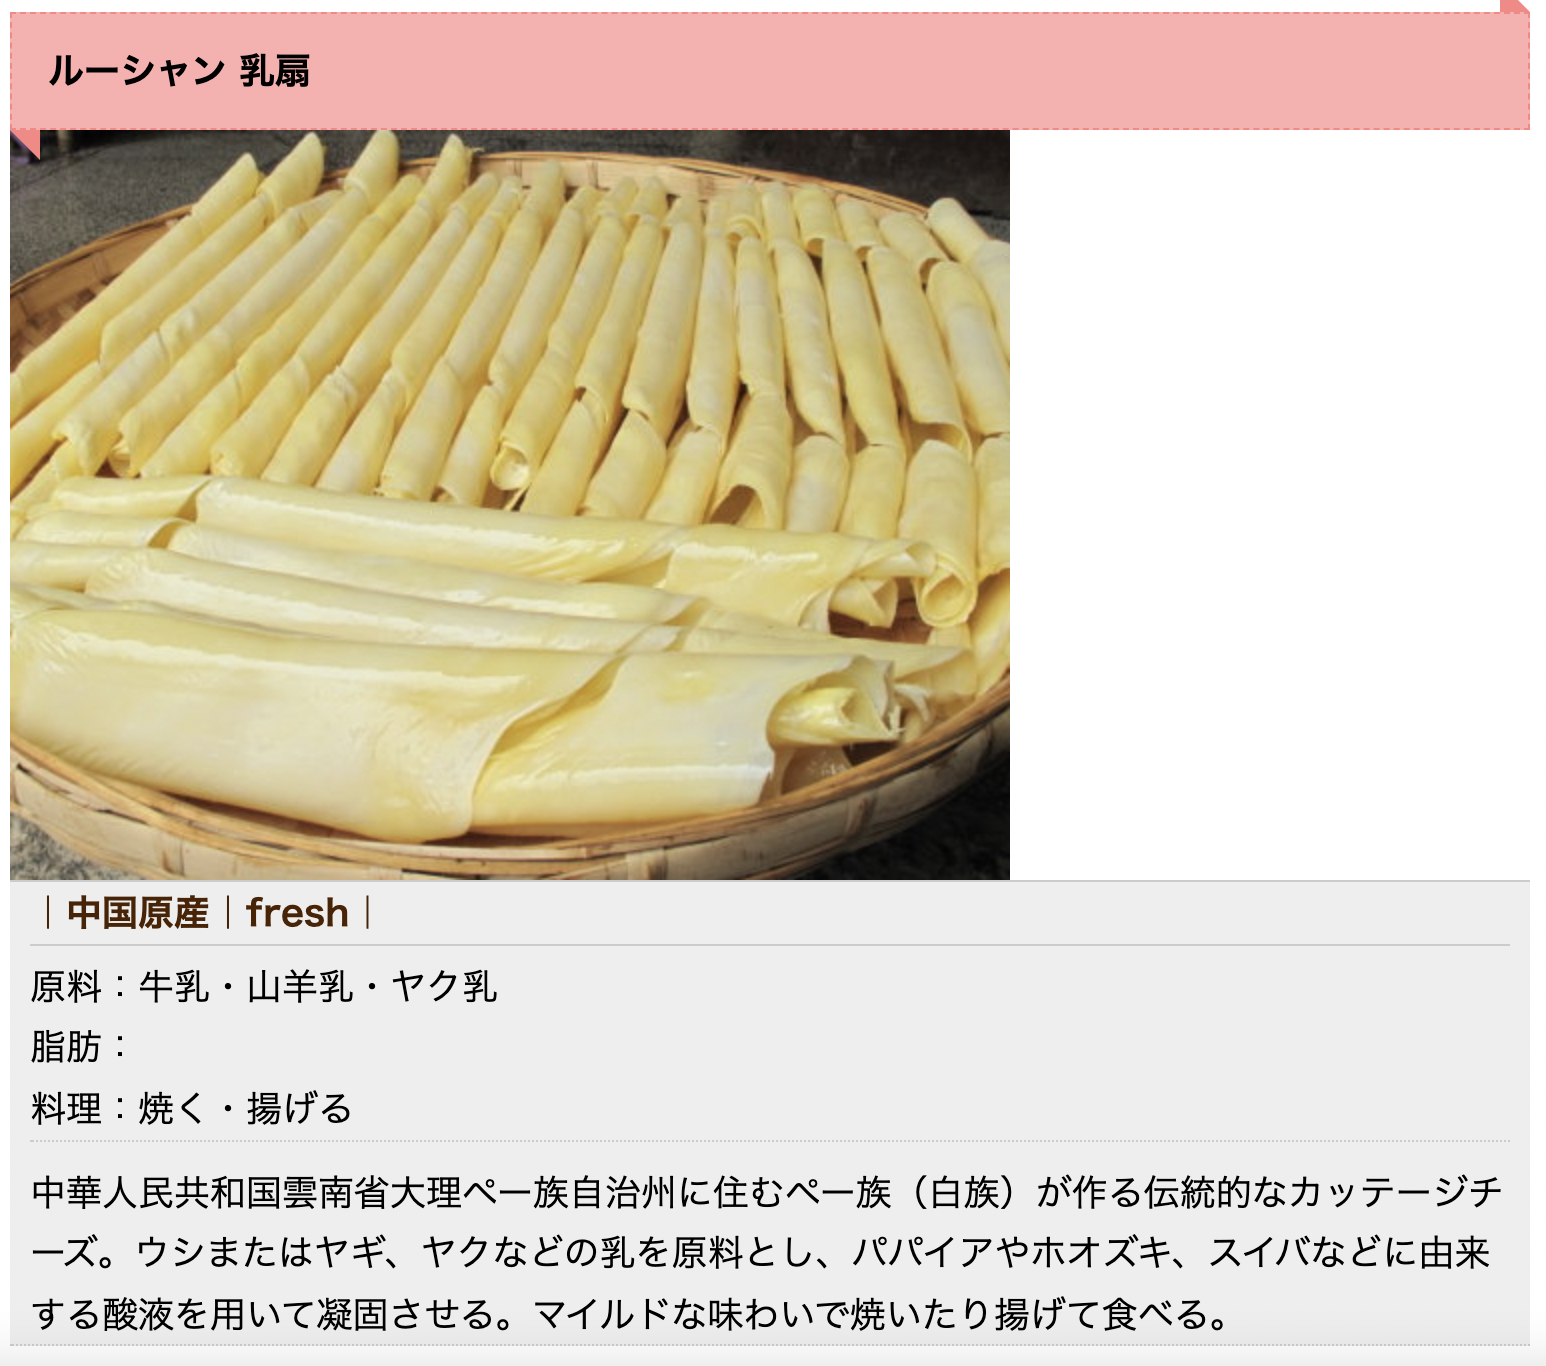 ルーシャン 乳扇
｜中国原産｜fresh｜
原料：牛乳・山羊乳・ヤク乳
脂肪：
料理：焼く・揚げる
中華人民共和国雲南省大理ペー族自治州に住むペー族（白族）が作る伝統的なカッテージチ
ーズ。ウシまたはヤギ、ヤクなどの乳を原料とし、パパイアやホオズキ、スイバなどに由来
する酸液を用いて凝固させる。マイルドな味わいで焼いたり揚げて食べる。